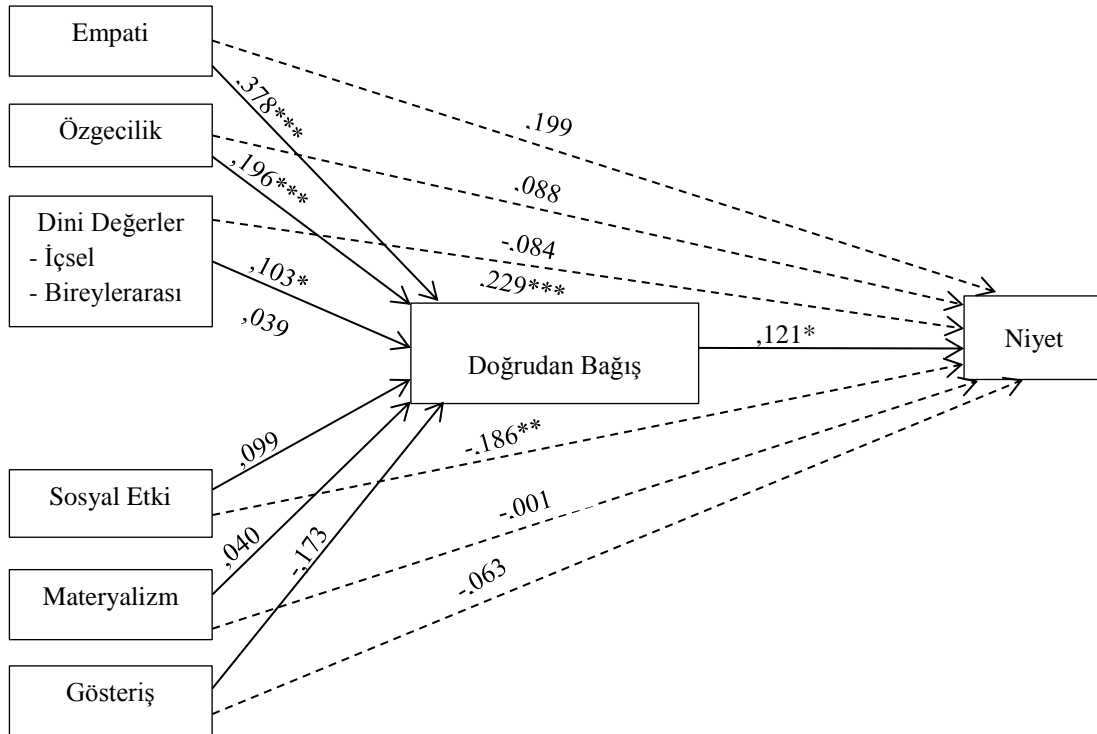 Empati
.378***
.199
Özgecilik
,196***
.088
Dini Değerler
- İçsel
- Bireylerarası
,103*
,039
-.084
.229***
Doğrudan Bağış
,121*
Niyet
Sosyal Etki
,099
-.186**
Materyalizm
,040
-.001
Gösteriş
-,173
-.063